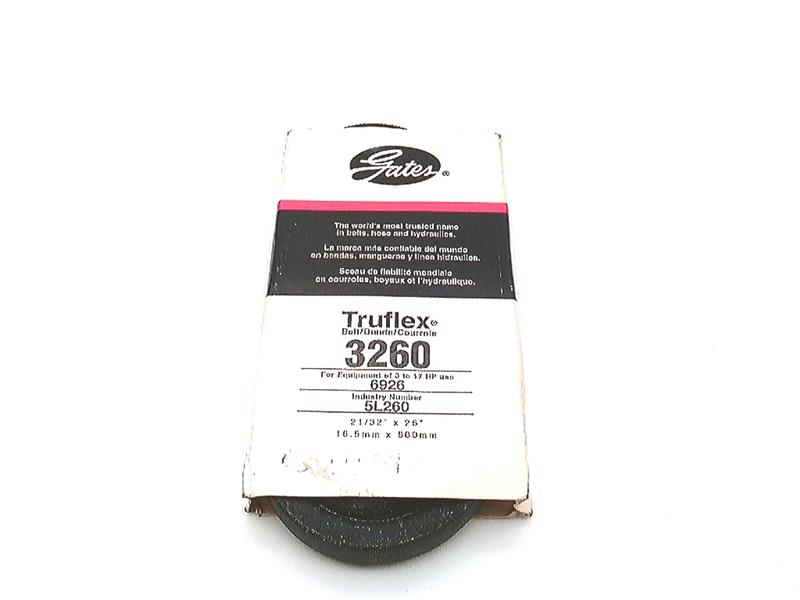 Gates®
The world's most trusted name
in belts, hose and hydraulics.
La marca más confiable del mundo
en bandas, mangueras y línea hidraulica.
Sceau de fiabilité mondiale
en courroies, boyaux et l'hydraulique.
Truflex®
Belt/Banda/Courroie
3260
For Equipment of 3 to 17 HP use
6926
Industry Number
5L260
21/32" x 26"
16.5mm x 660mm